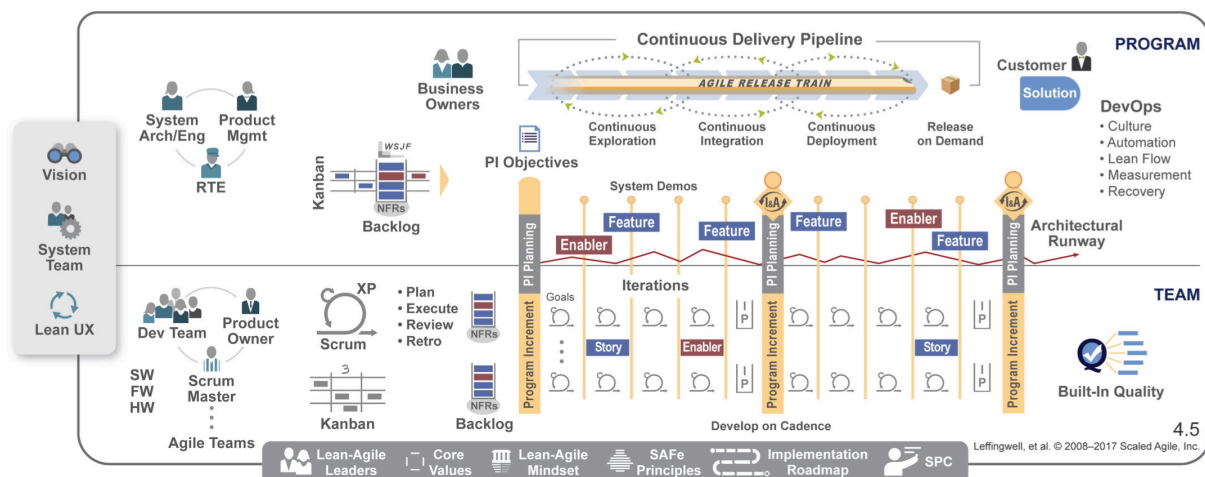 Continuous Delivery Pipeline
PROGRAM
AGILE RELEASE TRAIN
Continuous
Exploration
Continuous
Integration
Continuous
Deployment
Release
on Demand
Customer
Solution
DevOps
• Culture
• Automation
• Lean Flow
• Measurement
• Recovery
Business
Owners
System
Arch/Eng
Product
Mgmt
RTE
Vision
System
Team
Lean UX
Kanban
WSJF
NFRs
Backlog
PI Objectives
System Demos
Enabler
Feature
Feature
I&A
Feature
Enabler
Feature
I&A
Architectural
Runway
PI Planning
PI Planning
PI Planning
TEAM
Dev Team
Product
Owner
Scrum
Master
SW
FW
HW
Agile Teams
XP
Scrum
• Plan
• Execute
• Review
• Retro
NFRs
3
Kanban
NFRs
Backlog
Iterations
Goals
Program Increment
Program Increment
Program Increment
Story
Enabler
Story
I
P
I
P
I
P
I
P
Develop on Cadence
Built-In Quality
4.5
Leffingwell, et al. © 2008–2017 Scaled Agile, Inc.
Lean-Agile
Leaders
Core
Values
Lean-Agile
Mindset
SAFe
Principles
Implementation
Roadmap
SPC